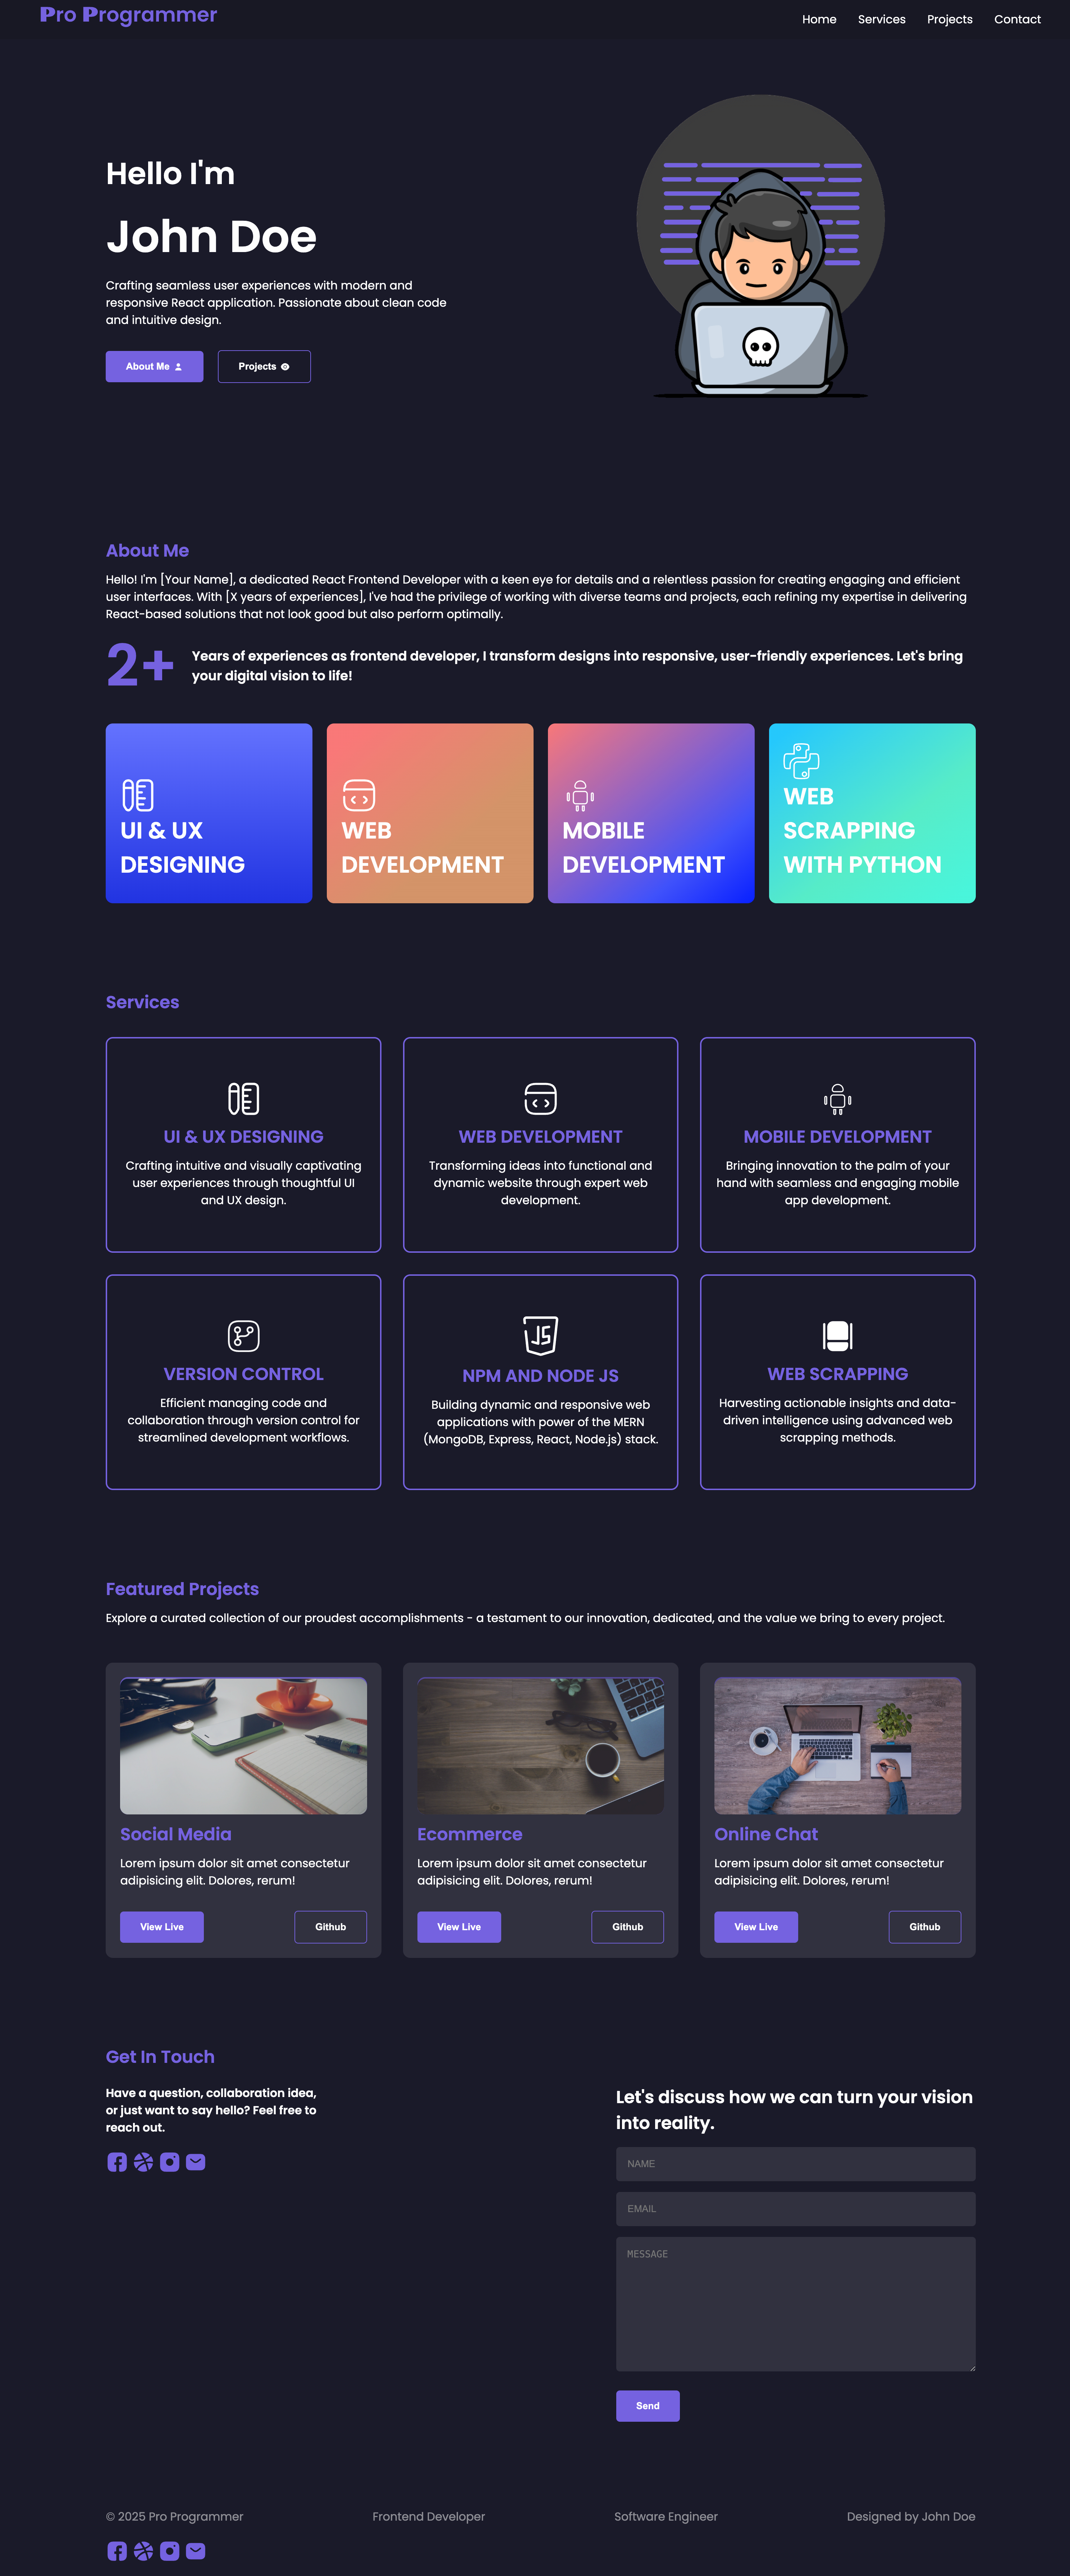 Pro Programmer
Home Services Projects Contact
Hello I'm
John Doe
Crafting seamless user experiences with modern and
responsive React application. Passionate about clean code
and intuitive design.
About Me Projects
About Me
Hello! I'm [Your Name], a dedicated React Frontend Developer with a keen eye for details and a relentless passion for creating engaging and efficient
user interfaces. With [X years of experiences], I've had the privilege of working with diverse teams and projects, each refining my expertise in delivering
React-based solutions that not look good but also perform optimally.
2+
Years of experiences as frontend developer, I transform designs into responsive, user-friendly experiences. Let's bring
your digital vision to life!
UI & UX
DESIGNING
WEB
DEVELOPMENT
MOBILE
DEVELOPMENT
WEB
SCRAPPING
WITH PYTHON
Services
UI & UX DESIGNING
Crafting intuitive and visually captivating
user experiences through thoughtful UI
and UX design.
WEB DEVELOPMENT
Transforming ideas into functional and
dynamic website through expert web
development.
MOBILE DEVELOPMENT
Bringing innovation to the palm of your
hand with seamless and engaging mobile
app development.
VERSION CONTROL
Efficient managing code and
collaboration through version control for
streamlined development workflows.
JS
NPM AND NODE JS
Building dynamic and responsive web
applications with power of the MERN
(MongoDB, Express, React, Node.js) stack.
WEB SCRAPPING
Harvesting actionable insights and data-
driven intelligence using advanced web
scrapping methods.
Featured Projects
Explore a curated collection of our proudest accomplishments - a testament to our innovation, dedicated, and the value we bring to every project.
Social Media
Lorem ipsum dolor sit amet consectetur
adipisicing elit. Dolores, rerum!
View Live Github
Ecommerce
Lorem ipsum dolor sit amet consectetur
adipisicing elit. Dolores, rerum!
View Live Github
Online Chat
Lorem ipsum dolor sit amet consectetur
adipisicing elit. Dolores, rerum!
View Live Github
Get In Touch
Have a question, collaboration idea,
or just want to say hello? Feel free to
reach out.
Let's discuss how we can turn your vision
into reality.
NAME
EMAIL
MESSAGE
Send
© 2025 Pro Programmer Frontend Developer Software Engineer Designed by John Doe